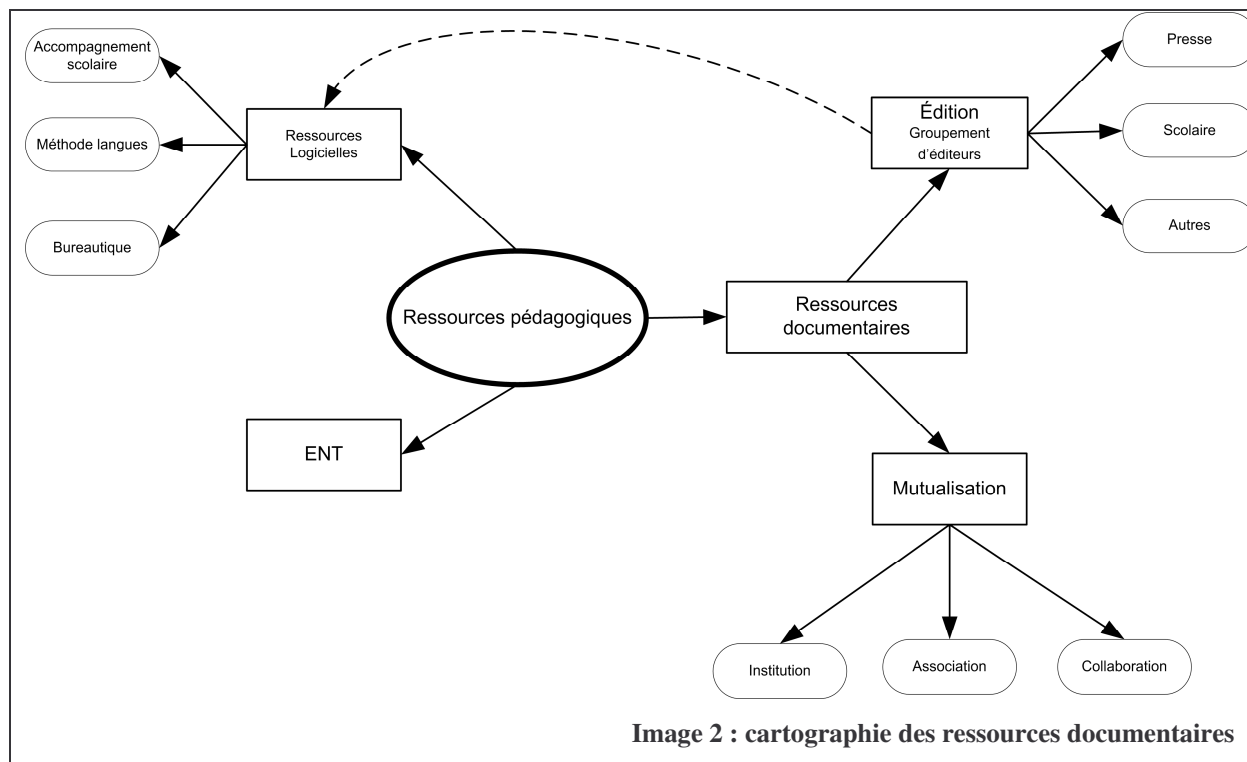 Accompagnement
scolaire
Méthode langues
Bureautique
Ressources
Logicielles
Édition
Groupement
d'éditeurs
Presse
Scolaire
Autres
Ressources pédagogiques
Ressources
documentaires
ENT
Mutualisation
Institution
Association
Collaboration
Image 2 : cartographie des ressources documentaires